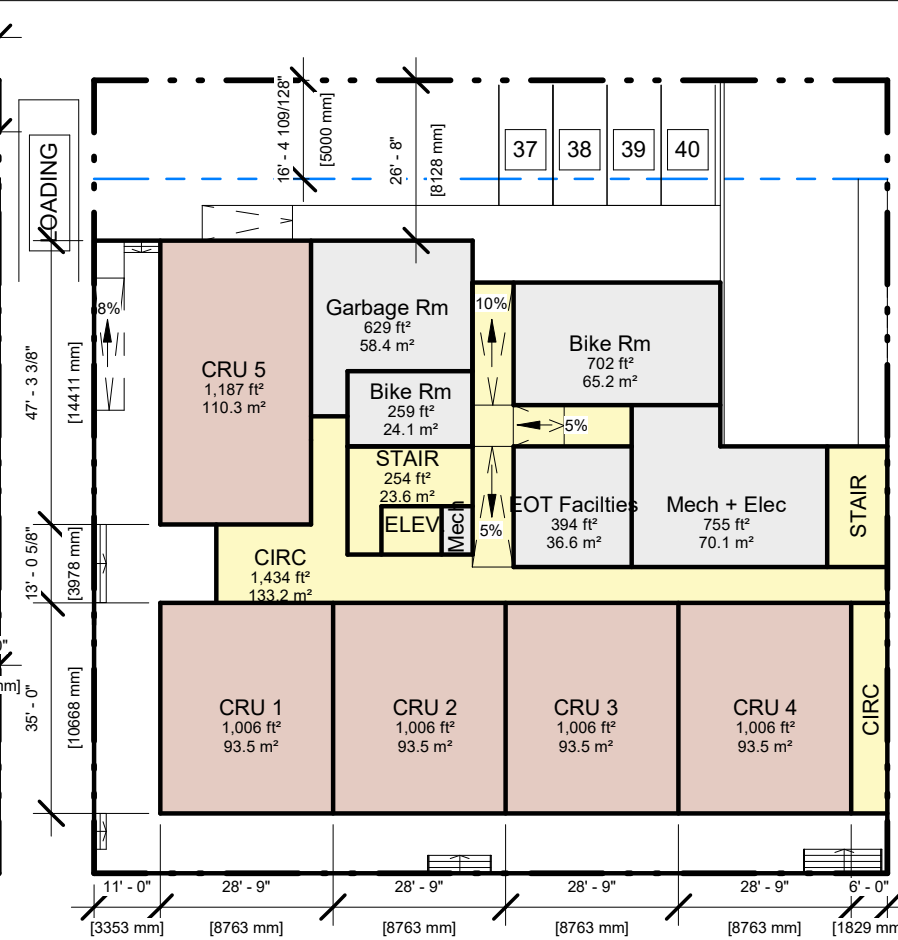 16' - 4 109/128"
[5000 mm]
26' - 8"
[8128 mm]
37
38
39
40
LOADING
8%
47' - 3 3/8"
[14411 mm]
CRU 5
1,187 ft²
110.3 m²
Garbage Rm
629 ft²
58.4 m²
10%
Bike Rm
702 ft²
65.2 m²
Bike Rm
259 ft²
24.1 m²
5%
STAIR
254 ft²
23.6 m²
ELEV.
Mech
5%
EOT Facilties
394 ft²
36.6 m²
Mech + Elec
755 ft²
70.1 m²
STAIR
13' - 0 5/8"
[3978 mm]
CIRC
1,434 ft²
133.2 m²
35' - 0"
[10668 mm]
CRU 1
1,006 ft²
93.5 m²
CRU 2
1,006 ft²
93.5 m²
CRU 3
1,006 ft²
93.5 m²
CRU 4
1,006 ft²
93.5 m²
CIRC
11' - 0"
28' - 9"
28' - 9"
28' - 9"
28' - 9"
6' - 0"
[3353 mm]
[8763 mm]
[8763 mm]
[8763 mm]
[8763 mm]
[1829 mm